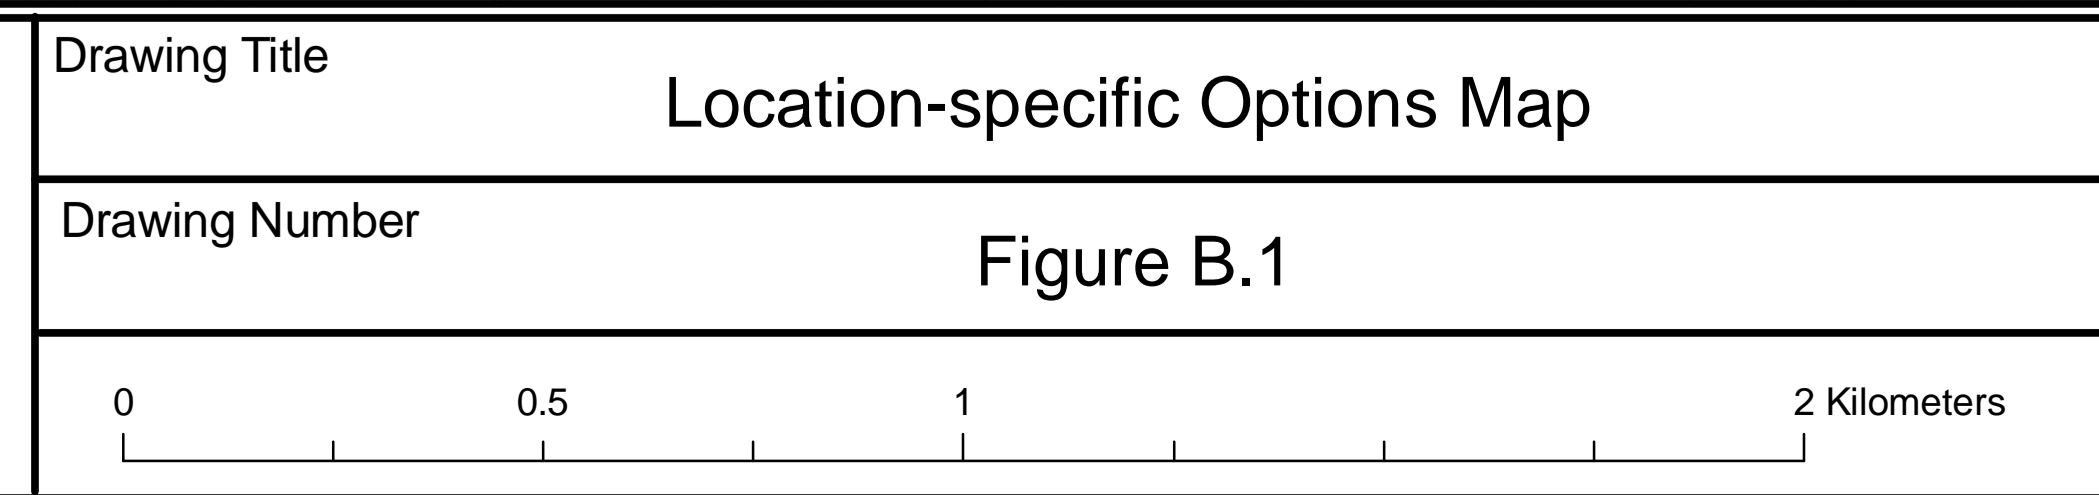 Drawing Title
Location-specific Options Map
Drawing Number
Figure B.1
0 0.5 1 2 Kilometers